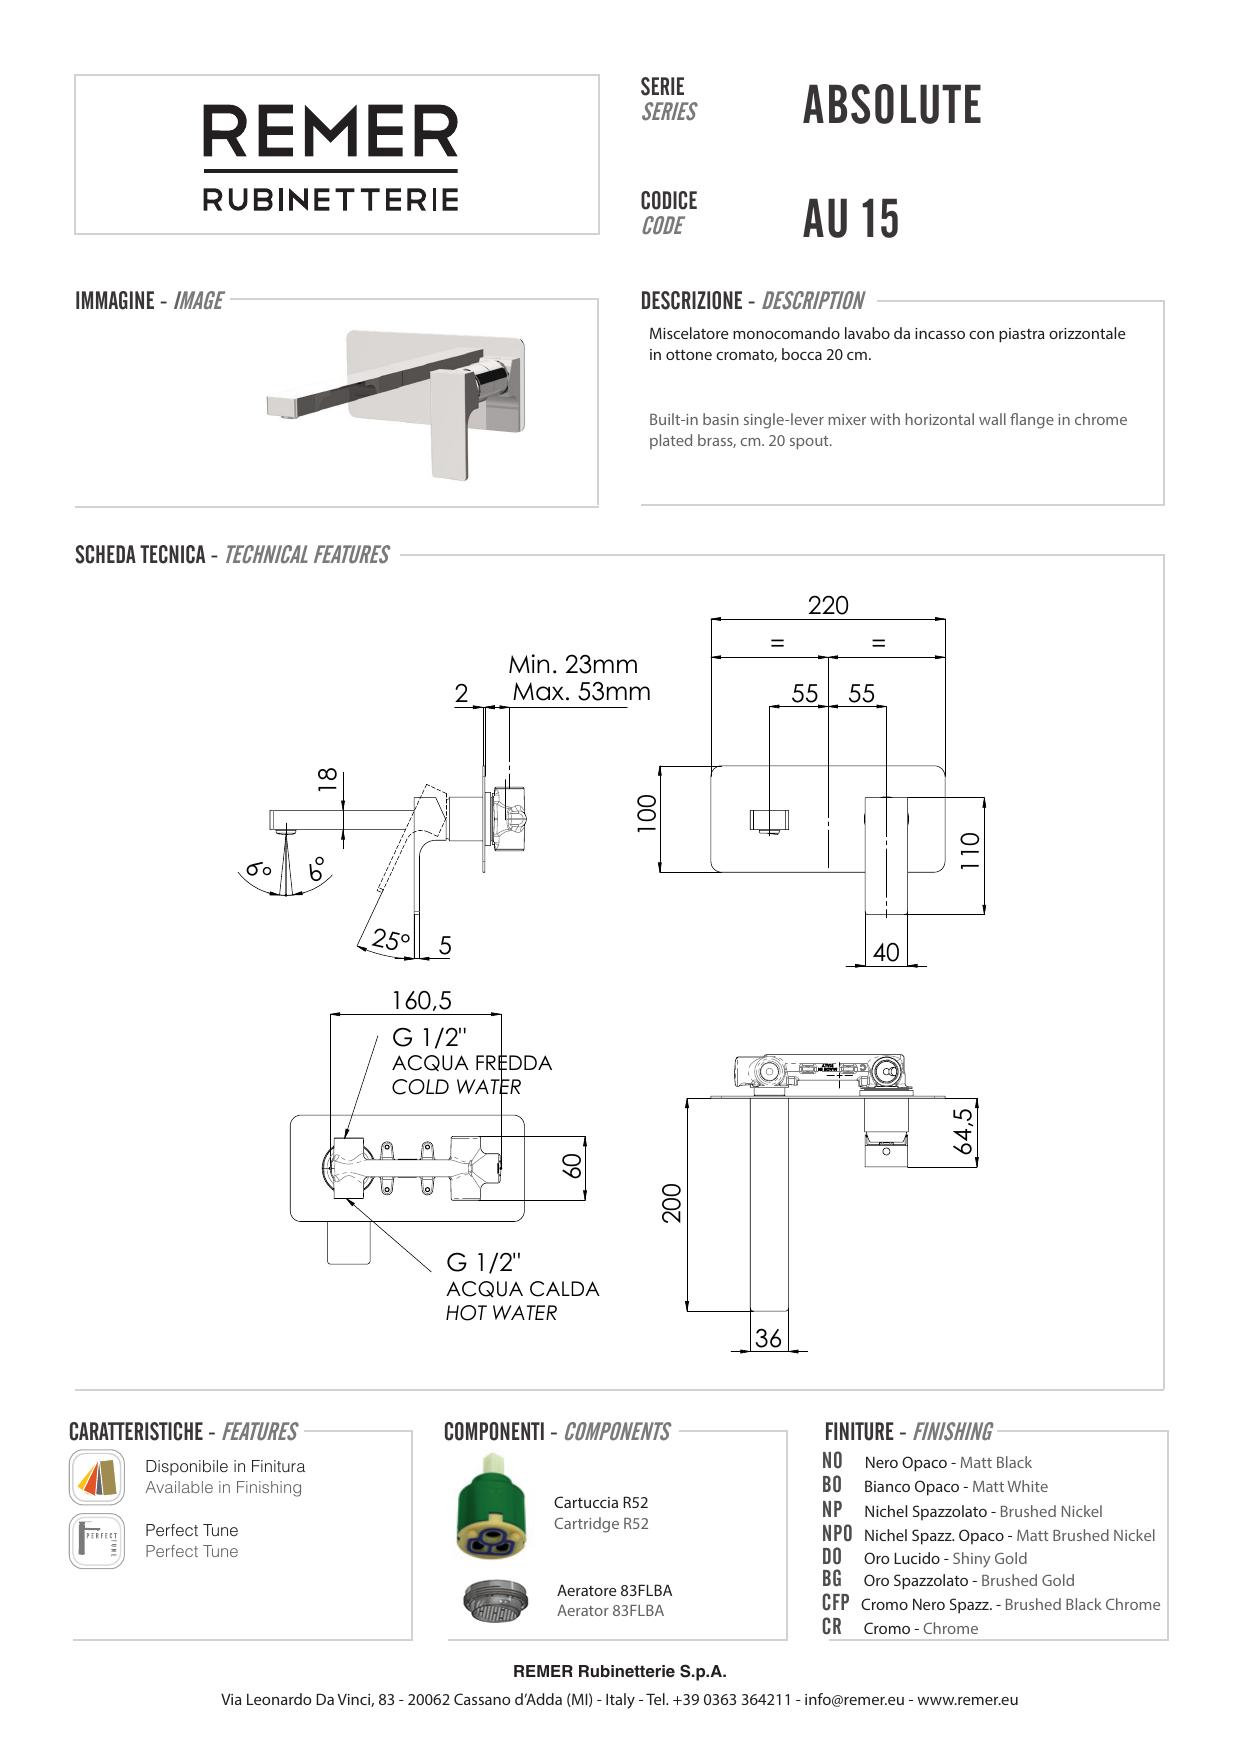 REMER
RUBINETTERIE
SERIE
SERIES
ABSOLUTE
CODICE
CODE
AU 15
IMMAGINE - IMAGE
DESCRIZIONE - DESCRIPTION
Miscelatore monocomando lavabo da incasso con piastra orizzontale
in ottone cromato, bocca 20 cm.
Built-in basin single-lever mixer with horizontal wall flange in chrome
plated brass, cm. 20 spout.
SCHEDA TECNICA - TECHNICAL FEATURES
2
Min. 23mm
Max. 53mm
18
6°
6°
25°
5
220
=
=
55
55
100
110
40
160,5
G 1/2"
ACQUA FREDDA
COLD WATER
60
G 1/2"
ACQUA CALDA
HOT WATER
64,5
200
36
CARATTERISTICHE - FEATURES
Disponibile in Finitura
Available in Finishing
PERFECT
TUNE
Perfect Tune
Perfect Tune
COMPONENTI - COMPONENTS
Cartuccia R52
Cartridge R52
Aeratore 83FLBA
Aerator 83FLBA
FINITURE - FINISHING
NO Nero Opaco - Matt Black
BO Bianco Opaco - Matt White
NP Nichel Spazzolato - Brushed Nickel
NPO Nichel Spazz. Opaco - Matt Brushed Nickel
DO Oro Lucido - Shiny Gold
BG Oro Spazzolato - Brushed Gold
CFP Cromo Nero Spazz. - Brushed Black Chrome
CR Cromo - Chrome
REMER Rubinetterie S.p.A.
Via Leonardo Da Vinci, 83 - 20062 Cassano d'Adda (MI) - Italy - Tel. +39 0363 364211 - info@remer.eu - www.remer.eu